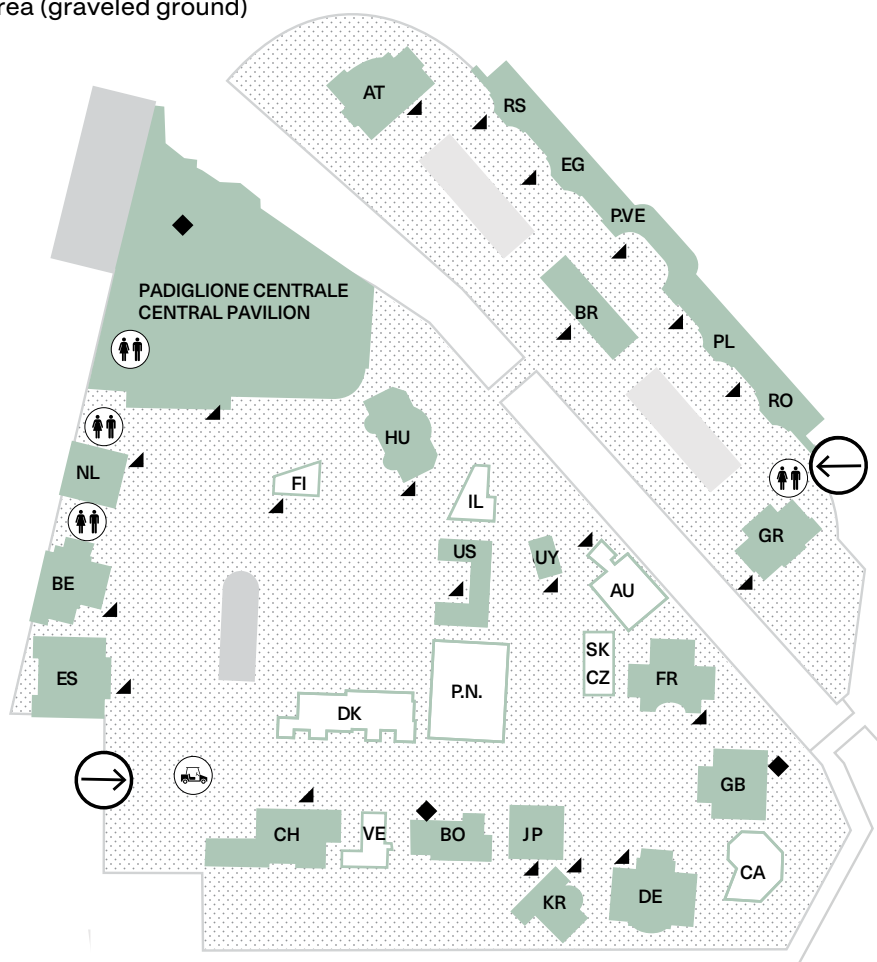 rea (graveled ground)
AT
RS
EG
P.VE
BR
PL
RO
GR
PADIGLIONE CENTRALE
CENTRAL PAVILION
HU
NL
FI
IL
US
UY
AU
BE
SK
CZ
ES
P.N.
FR
DK
GB
CH
VE
BO
JP
CA
KR
DE